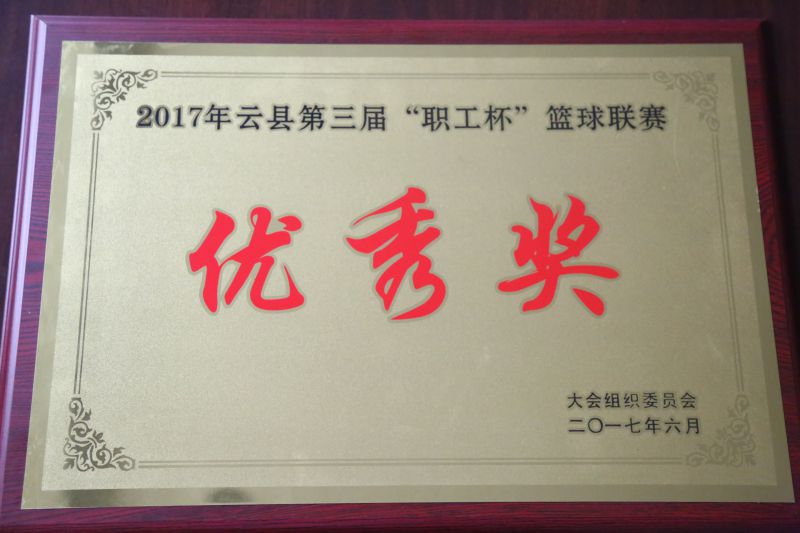 2017年云县第三届“职工杯”篮球联赛
优秀奖
大会组织委员会
二〇一七年六月